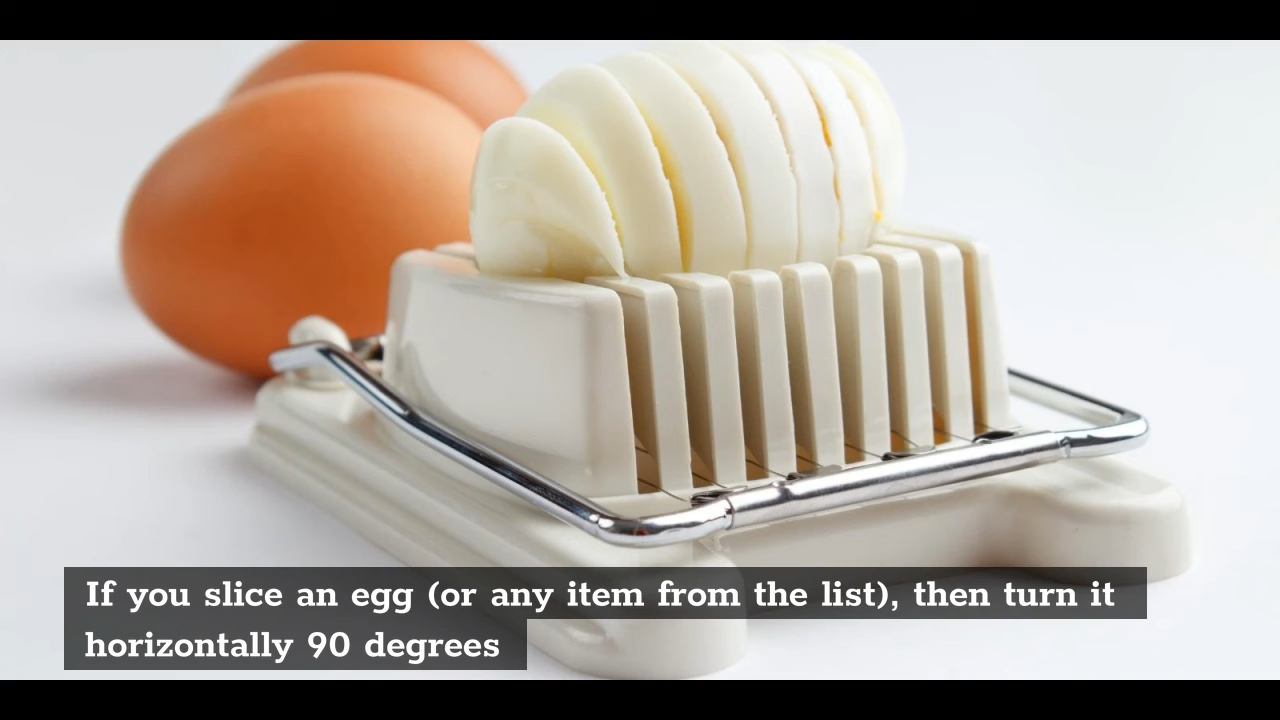 If you slice an egg (or any item from the list), then turn it
horizontally 90 degrees